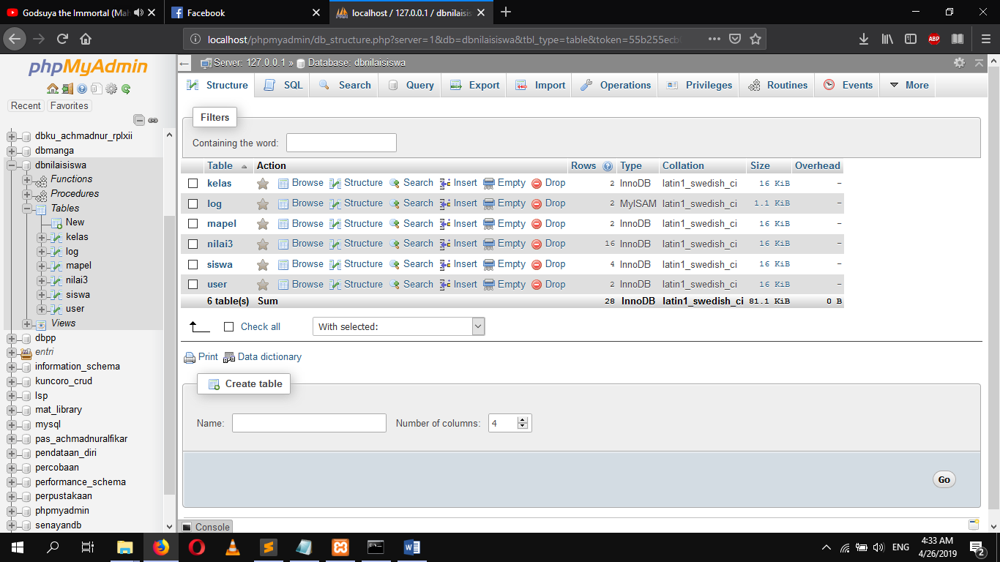 Godsuya the Immortal (Mah
Facebook
localhost / 127.0.0.1 / dbnilaisis
localhost/phpmyadmin/db_structure.php?server=1&db=dbnilaisiswa&tbl_type=table&token=55b255ecb
ABP
phpMyAdmin
Recent Favorites
dbku_achmadnur_rplxii
dbmanga
dbnilaisiswa
Functions
Procedures
Tables
New
kelas
log
mapel
nilai3
siswa
user
Views
dbpp
entri
information_schema
kuncoro_crud
lsp
mat_library
mysql
pas_achmadnuralfikar
pendataan_diri
percobaan
performance_schema
perpustakaan
phpmyadmin
senayandb
Server: 127.0.0.1 » Database: dbnilaisiswa
Structure SQL Search Query Export Import Operations Privileges Routines Events More
Filters
Containing the word:
Table Action Rows Type Collation Size Overhead
kelas Browse Structure Search Insert Empty Drop 2 InnoDB latin1_swedish_ci 16 KiB -
log Browse Structure Search Insert Empty Drop 2 MyISAM latin1_swedish_ci 1.1 KiB -
mapel Browse Structure Search Insert Empty Drop 2 InnoDB latin1_swedish_ci 16 KiB -
nilai3 Browse Structure Search Insert Empty Drop 16 InnoDB latin1_swedish_ci 16 KiB -
siswa Browse Structure Search Insert Empty Drop 4 InnoDB latin1_swedish_ci 16 KiB -
user Browse Structure Search Insert Empty Drop 2 InnoDB latin1_swedish_ci 16 KiB -
6 table(s) Sum 28 InnoDB latin1_swedish_ci 81.1 KiB 0 B
Check all With selected:
Print Data dictionary
Create table
Name: Number of columns: 4
Go
Console
ENG
4:33 AM
4/26/2019
2